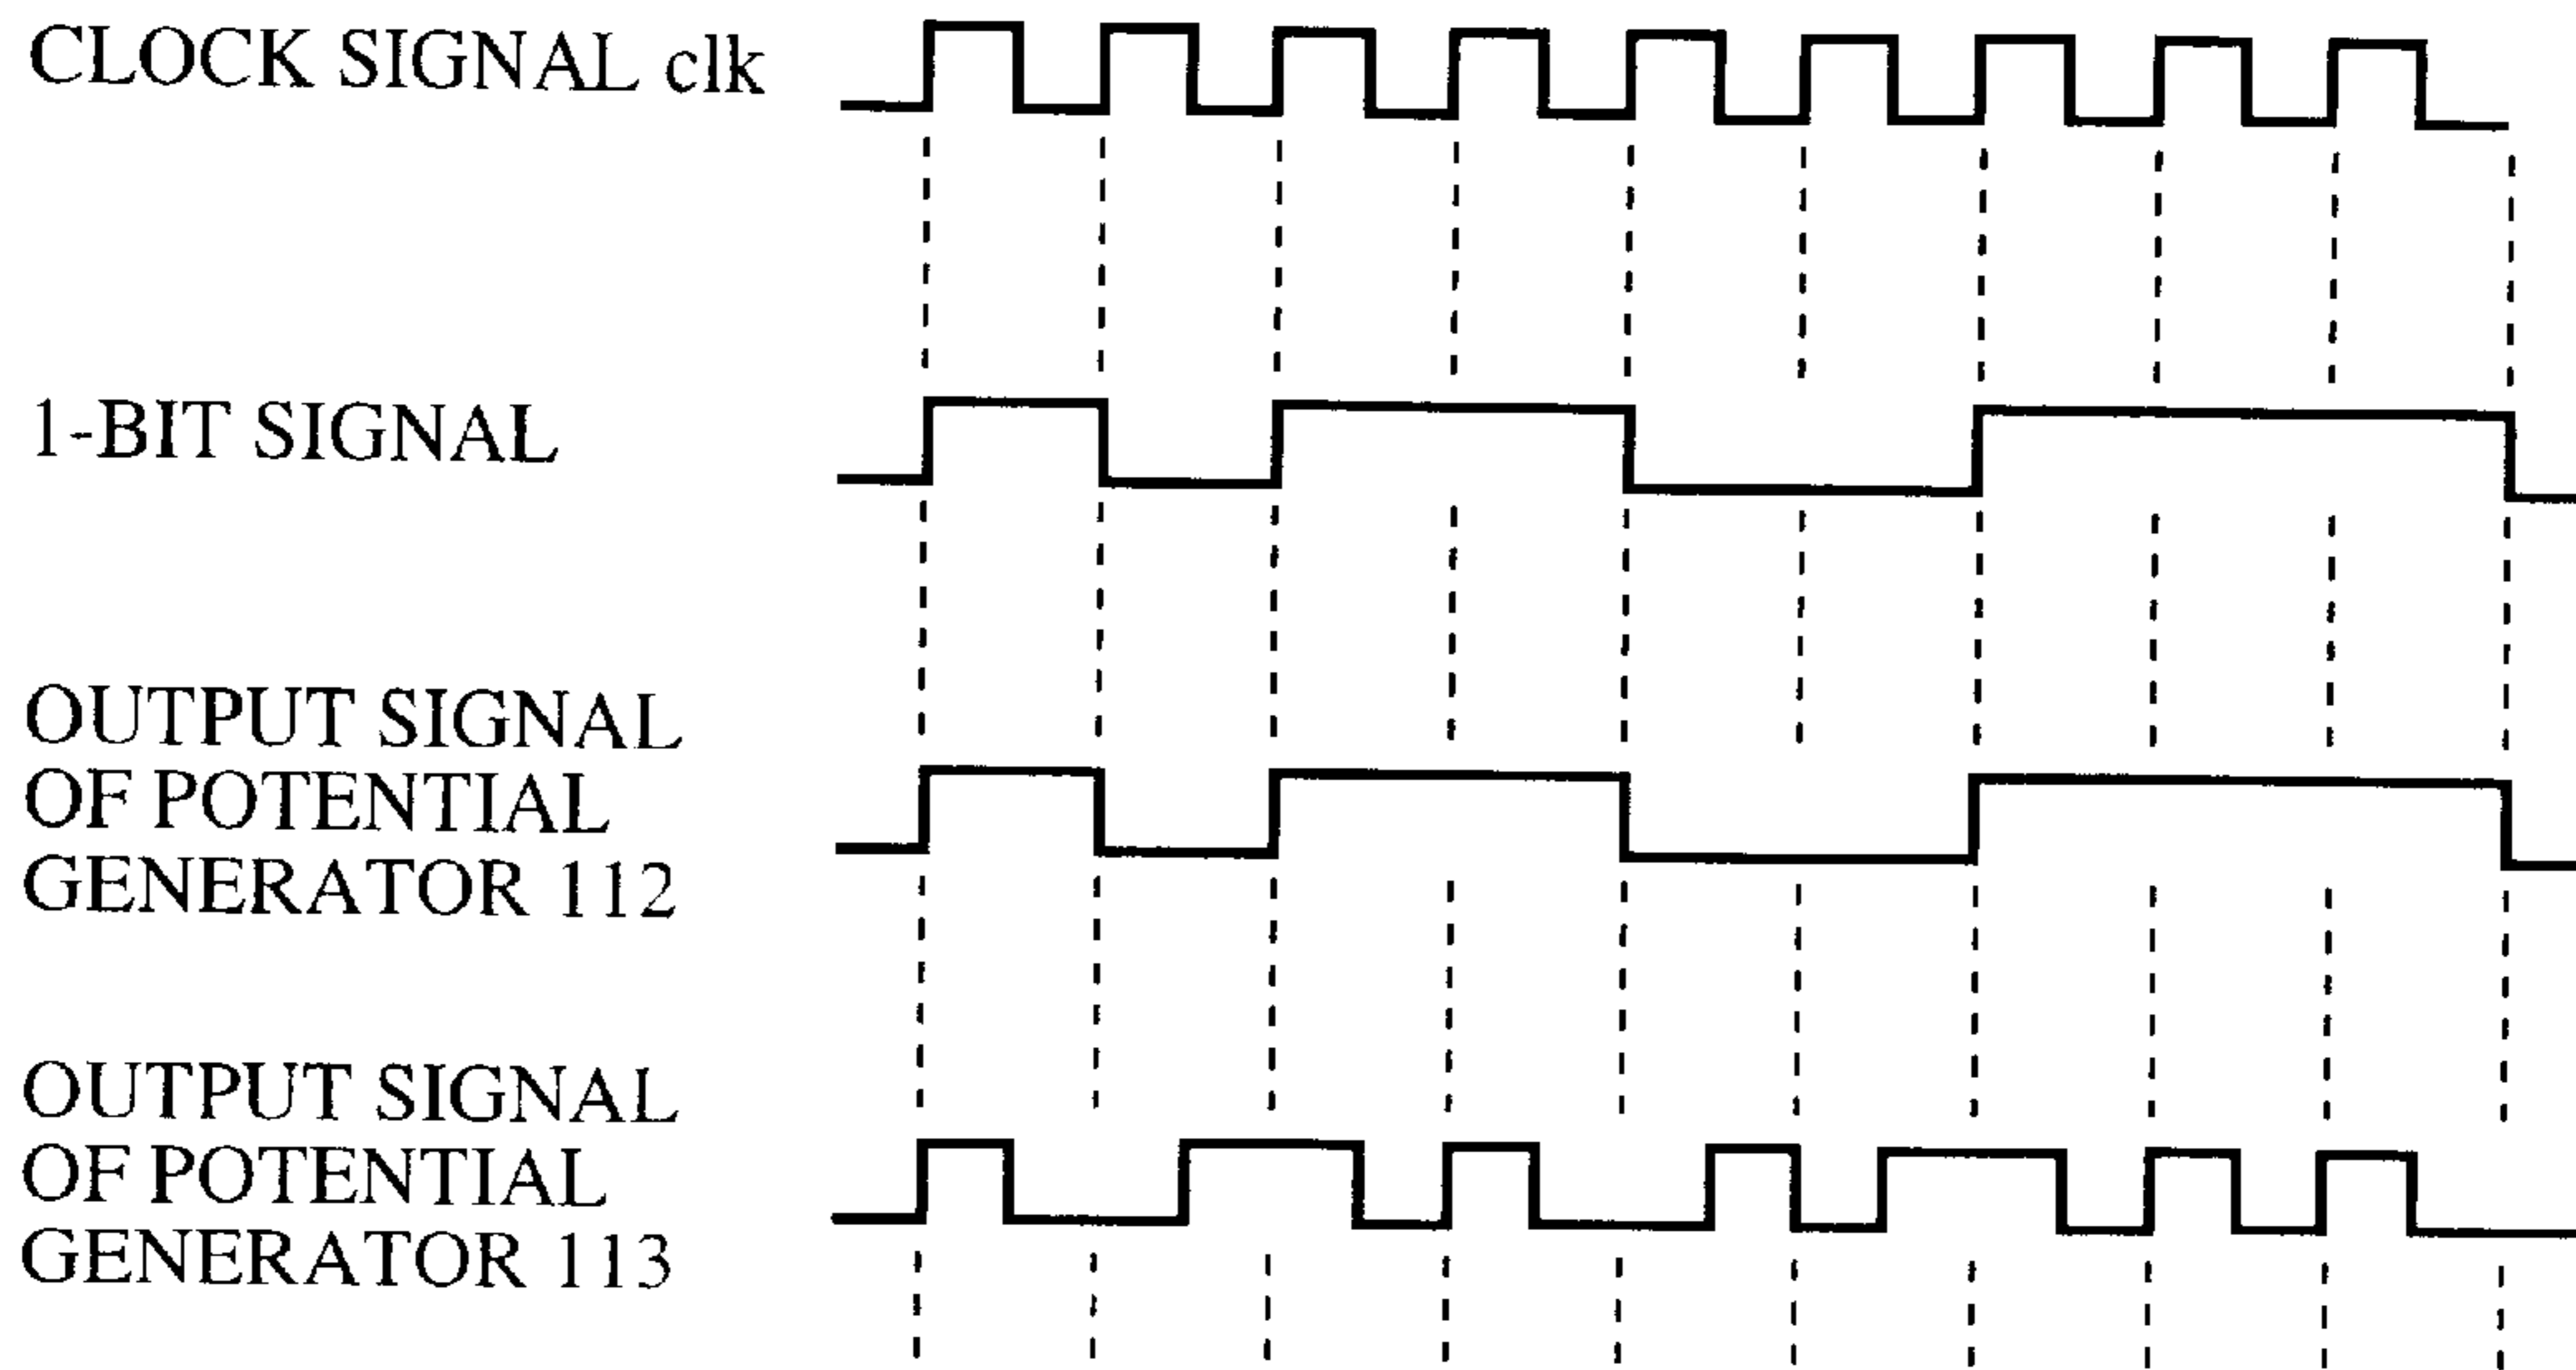 CLOCK SIGNAL clk
1-BIT SIGNAL
OUTPUT SIGNAL
OF POTENTIAL
GENERATOR 112
OUTPUT SIGNAL
OF POTENTIAL
GENERATOR 113